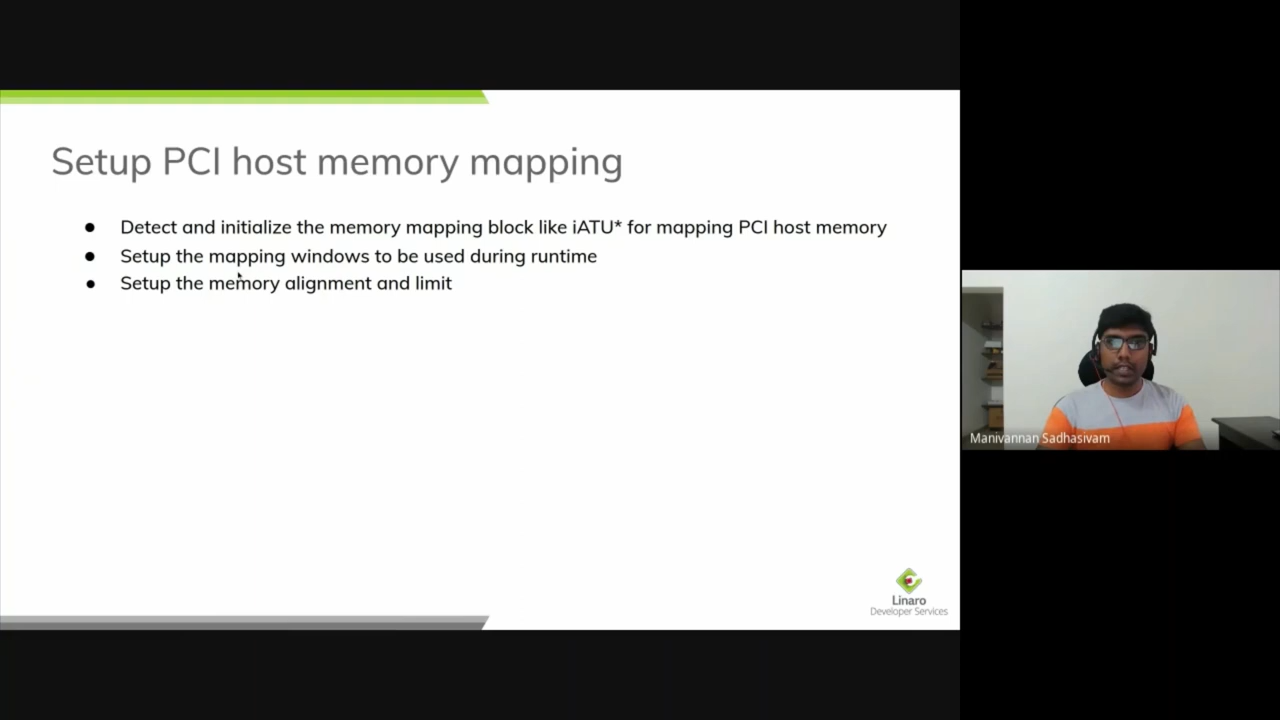 Setup PCI host memory mapping
● Detect and initialize the memory mapping block like iATU* for mapping PCI host memory
● Setup the mapping windows to be used during runtime
● Setup the memory alignment and limit
Manivannan Sadhasivam
Linaro
Developer Services